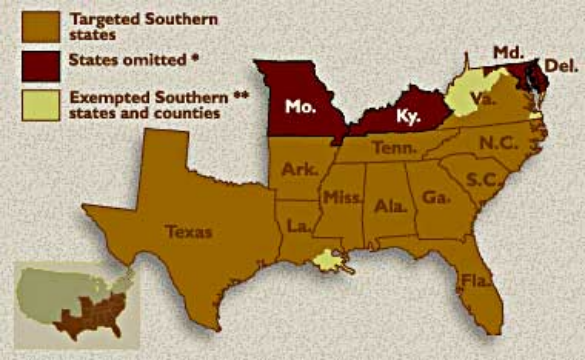 Targeted Southern
states
States omitted *
Exempted Southern **
states and counties
Md.
Del.
Mo.
Ky.
Va.
Tenn.
N.C.
Ark.
S.C.
Miss.
Ala.
Ga.
La.
Texas
Fla.